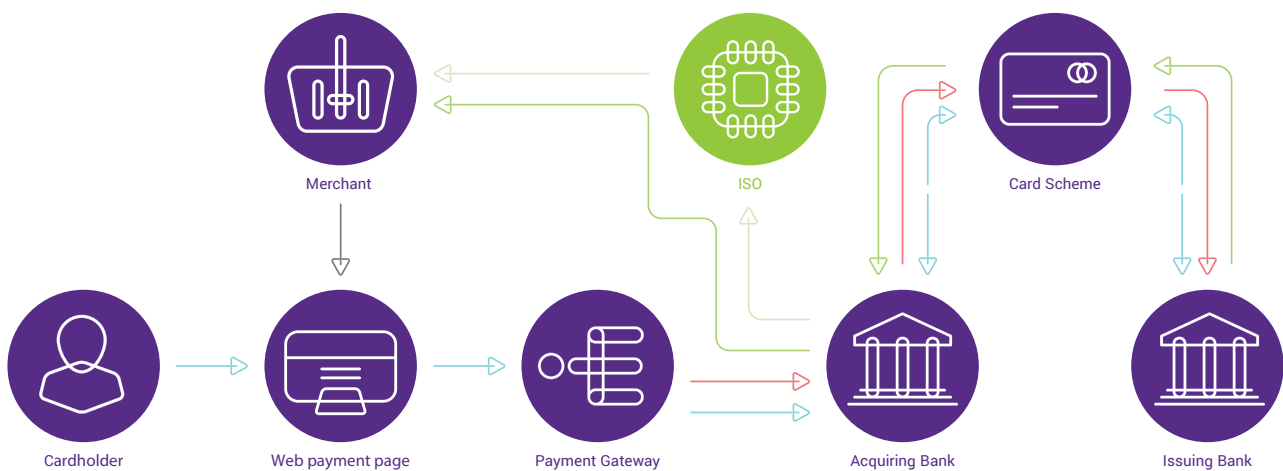 Merchant
ISO
Card Scheme
Cardholder
Web payment page
Payment Gateway
Acquiring Bank
Issuing Bank